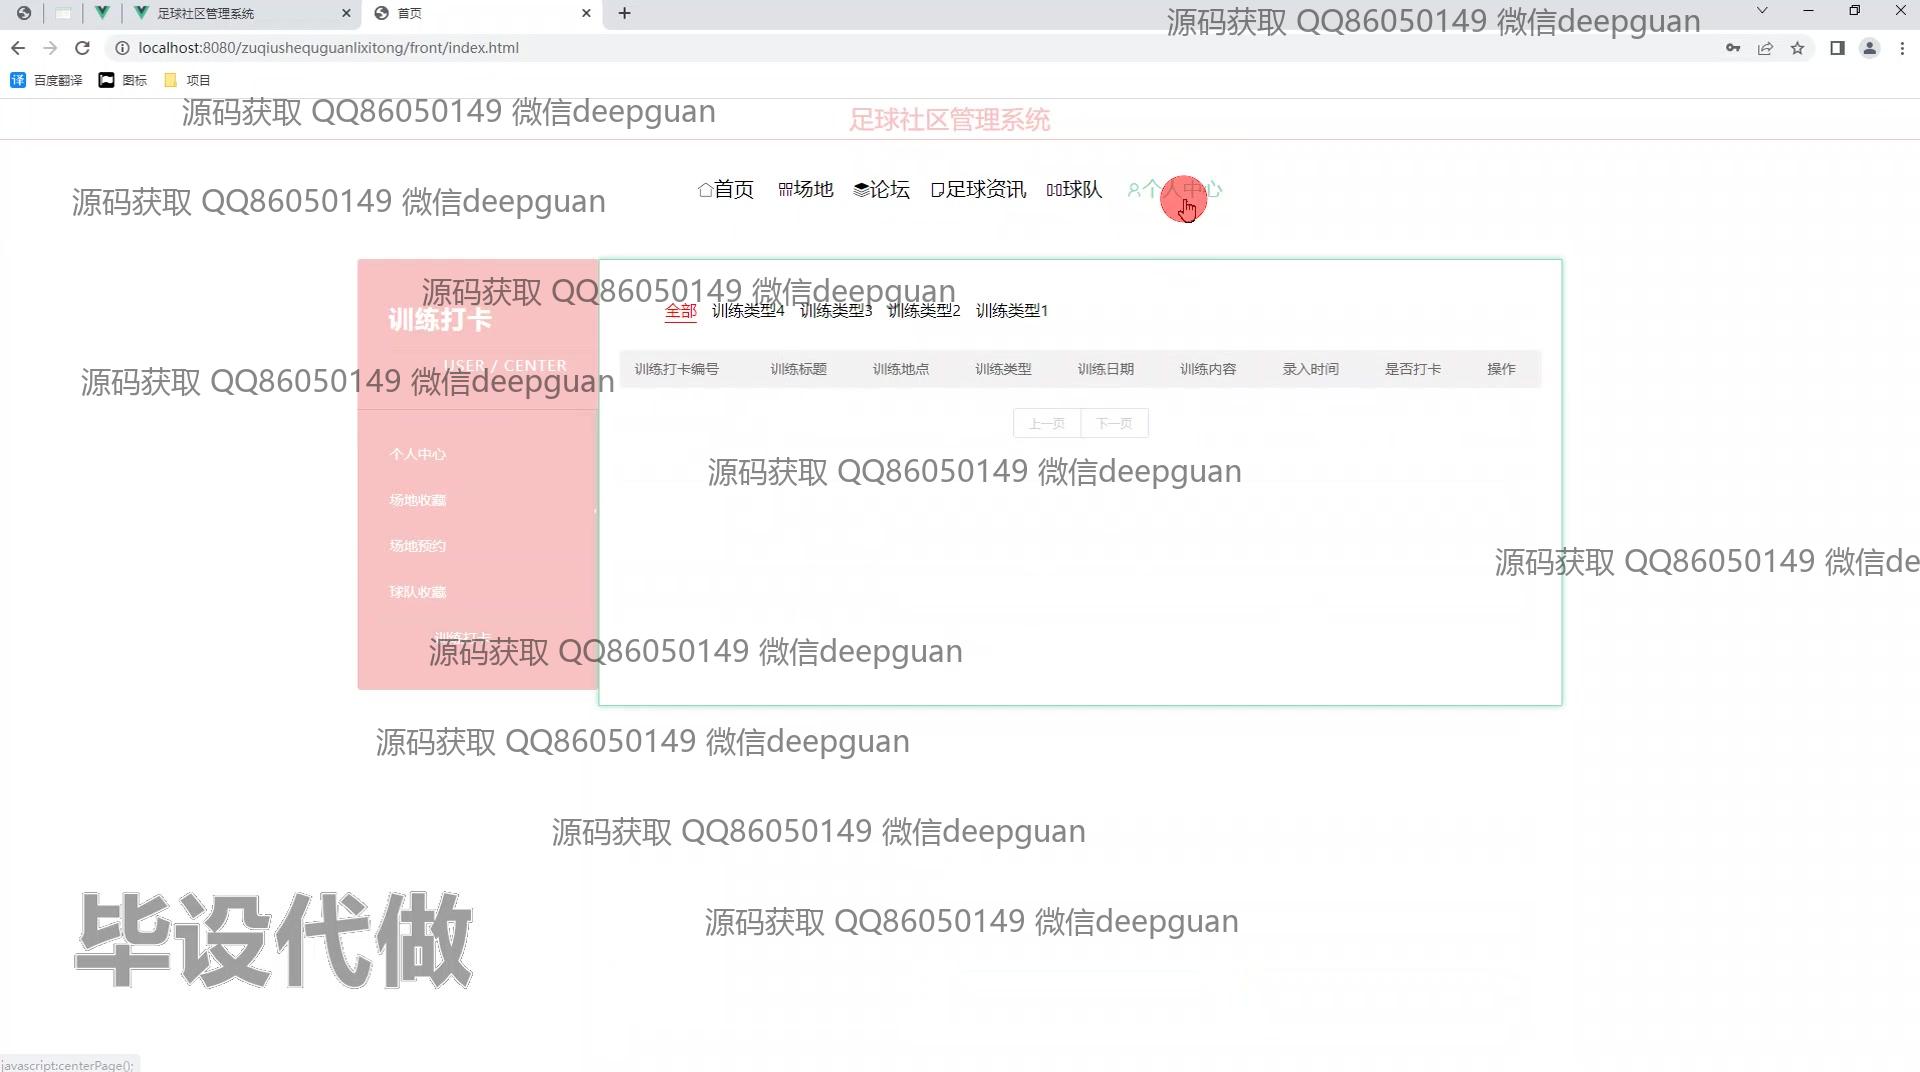 足球社区管理系统
首页
源码获取 QQ86050149 微信deepguan
localhost:8080/zuqiushequguanlixitong/front/index.html
百度翻译 图标 项目
源码获取 QQ86050149 微信deepguan
足球社区管理系统
首页 场地 论坛 足球资讯 球队 个人中心
源码获取 QQ86050149 微信deepguan
源码获取 QQ86050149 微信deepguan
训练打卡
全部 训练类型4 训练类型3 训练类型2 训练类型1
USER / CENTER
训练打卡编号 训练标题 训练地点 训练类型 训练日期 训练内容 录入时间 是否打卡 操作
源码获取 QQ86050149 微信deepguan
上一页 下一页
个人中心
源码获取 QQ86050149 微信deepguan
场地收藏
场地预约
源码获取 QQ86050149 微信de
球队收藏
训练打卡
源码获取 QQ86050149 微信deepguan
源码获取 QQ86050149 微信deepguan
源码获取 QQ86050149 微信deepguan
源码获取 QQ86050149 微信deepguan
毕设代做
javascript:centerPage();